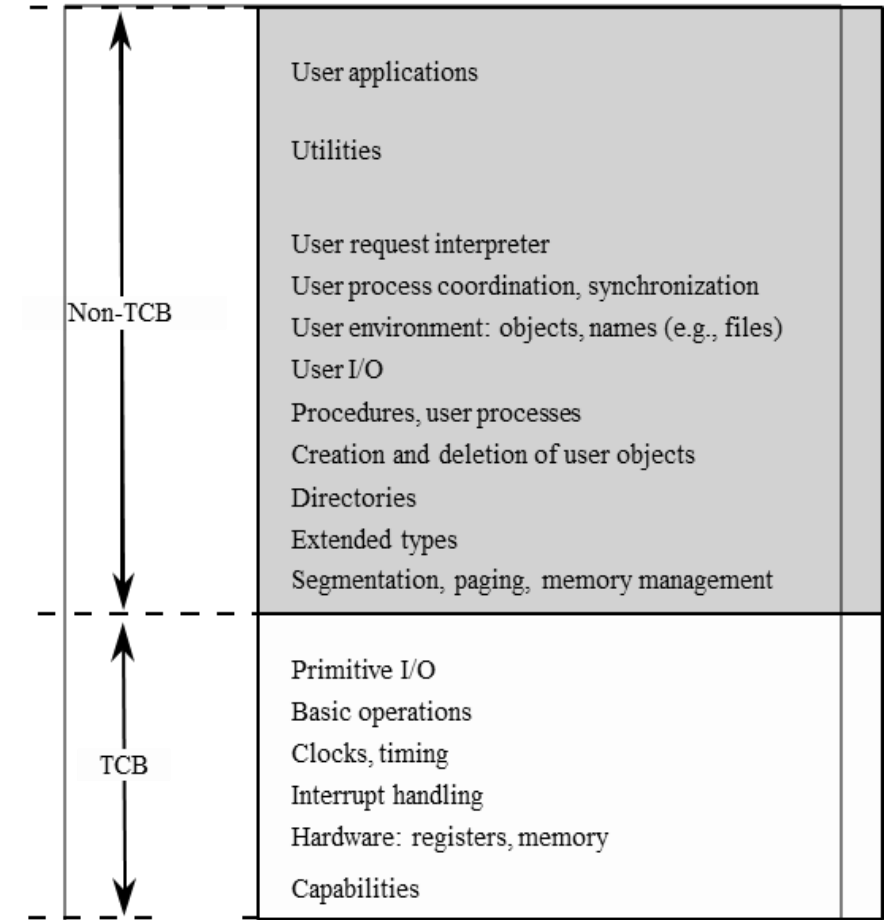 User applications
Utilities
User request interpreter
User process coordination, synchronization
User environment: objects, names (e.g., files)
Non-TCB
User I/O
Procedures, user processes
Creation and deletion of user objects
Directories
Extended types
Segmentation, paging, memory management
Primitive I/O
Basic operations
Clocks, timing
TCB
Interrupt handling
Hardware: registers, memory
Capabilities